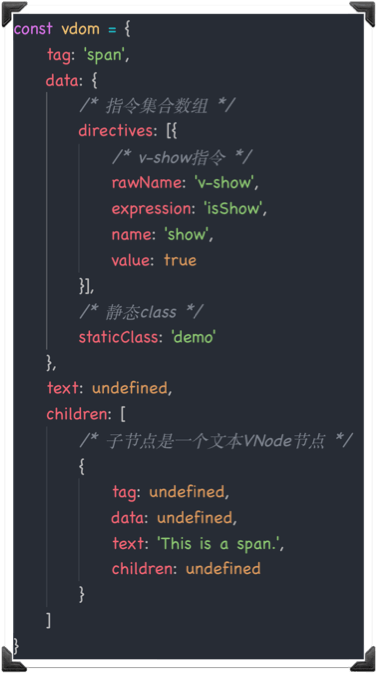 const vdom = {
tag: 'span',
data: {
/* 指令集合数组 */
directives: [{
/* v-show指令 */
rawName: 'v-show',
expression: 'isShow',
name: 'show',
value: true
}],
/* 静态class */
staticClass: 'demo'
},
text: undefined,
children: [
/* 子节点是一个文本VNode节点 */
{
tag: undefined,
data: undefined,
text: 'This is a span.',
children: undefined
}
]
}